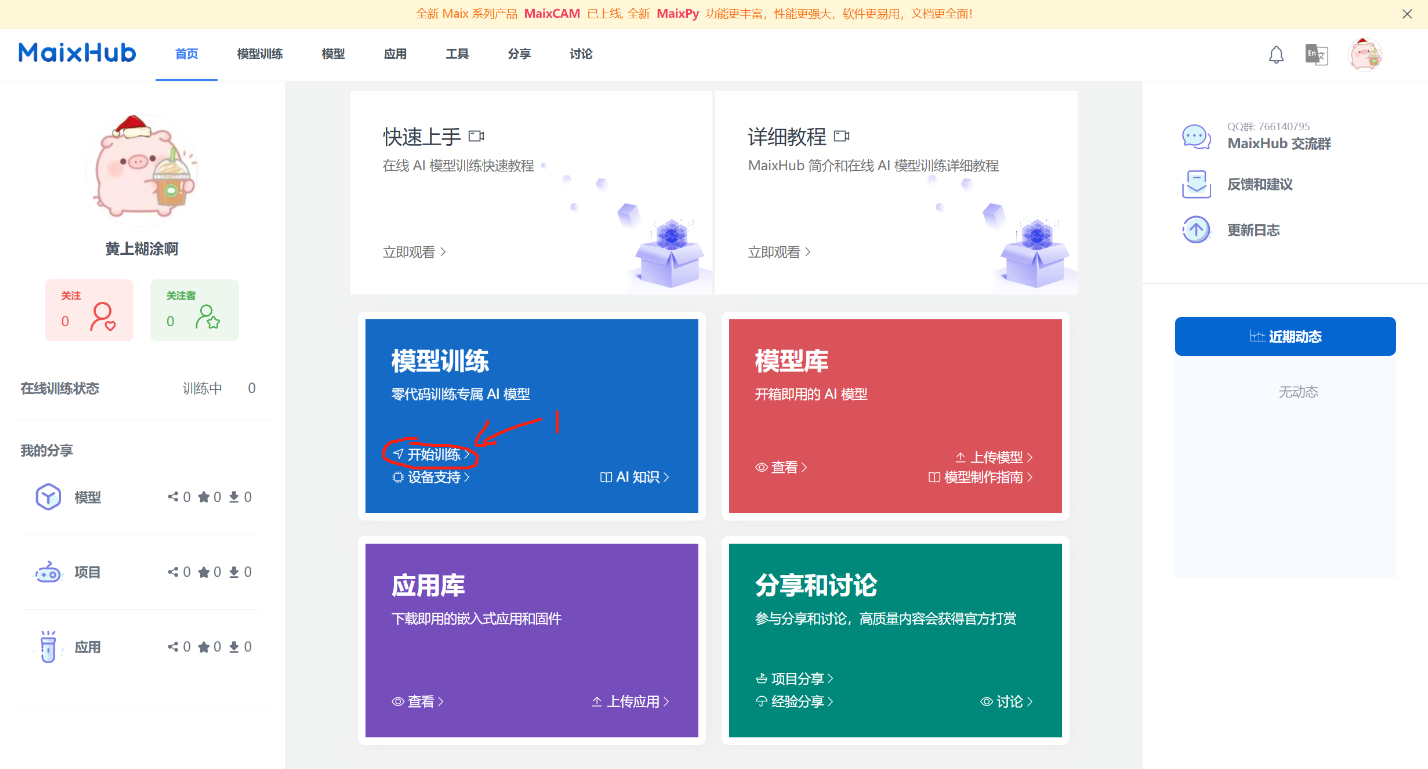 全新 Maix 系列产品 MaixCAM 已上线, 全新 MaixPy 功能更丰富，性能更强大，软件更易用，文档更全面!
MaixHub
首页 模型训练 模型 应用 工具 分享 讨论
黄上糊涂啊
关注
0
关注者
0
在线训练状态 训练中 0
我的分享
模型 0 0 0
项目 0 0 0
应用 0 0 0
快速上手
在线 AI 模型训练快速教程
立即观看
详细教程
MaixHub 简介和在线 AI 模型训练详细教程
立即观看
模型训练
零代码训练专属 AI 模型
1
开始训练
设备支持
AI 知识
模型库
开箱即用的 AI 模型
查看
上传模型
模型制作指南
应用库
下载即用的嵌入式应用和固件
查看
上传应用
分享和讨论
参与分享和讨论，高质量内容会获得官方打赏
项目分享
经验分享
讨论
QQ群: 766140795
MaixHub 交流群
反馈和建议
更新日志
近期动态
无动态